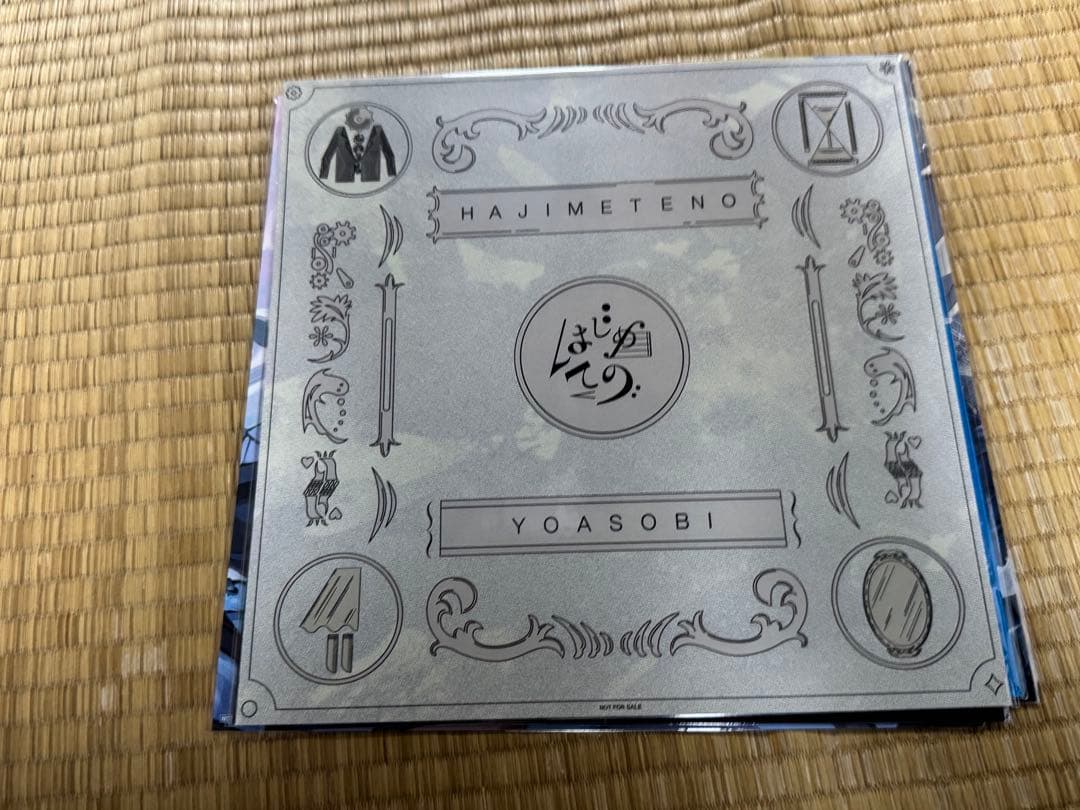 HAJIMETENO
はじめ
ての
YOASOBI
NOT FOR SALE